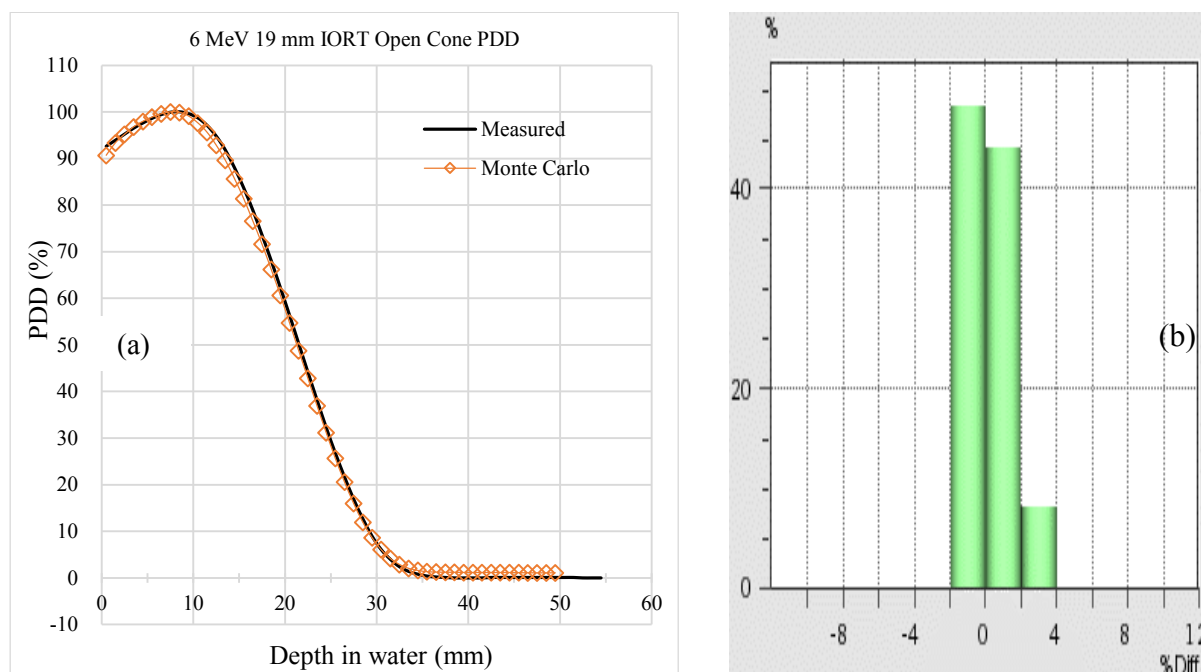 6 MeV 19 mm IORT Open Cone PDD
110
100
90
80
70
60
50
40
30
20
10
0
-10
PDD (%)
Measured
Monte Carlo
(a)
0 10 20 30 40 50 60
Depth in water (mm)
%
40
20
0
(b)
-8 -4 0 4 8 12
%Diff